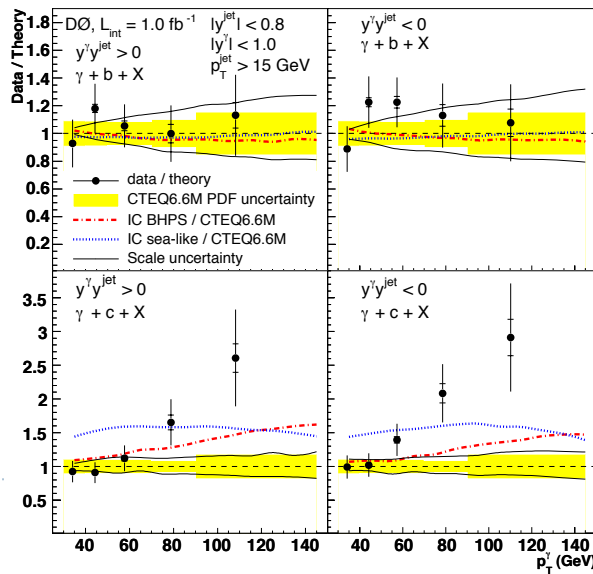 DØ, L_int = 1.0 fb⁻¹
|y^jet| < 0.8
|y^γ| < 1.0
p_T^jet > 15 GeV
y^γ y^jet > 0
γ + b + X
y^γ y^jet < 0
γ + b + X
Data / Theory
1.8
1.6
1.4
1.2
1
0.8
0.6
0.4
0.2
data / theory
CTEQ6.6M PDF uncertainty
IC BHPS / CTEQ6.6M
IC sea-like / CTEQ6.6M
Scale uncertainty
y^γ y^jet > 0
γ + c + X
y^γ y^jet < 0
γ + c + X
3.5
3
2.5
2
1.5
1
0.5
40 60 80 100 120 140
40 60 80 100 120 140
p_T^γ (GeV)